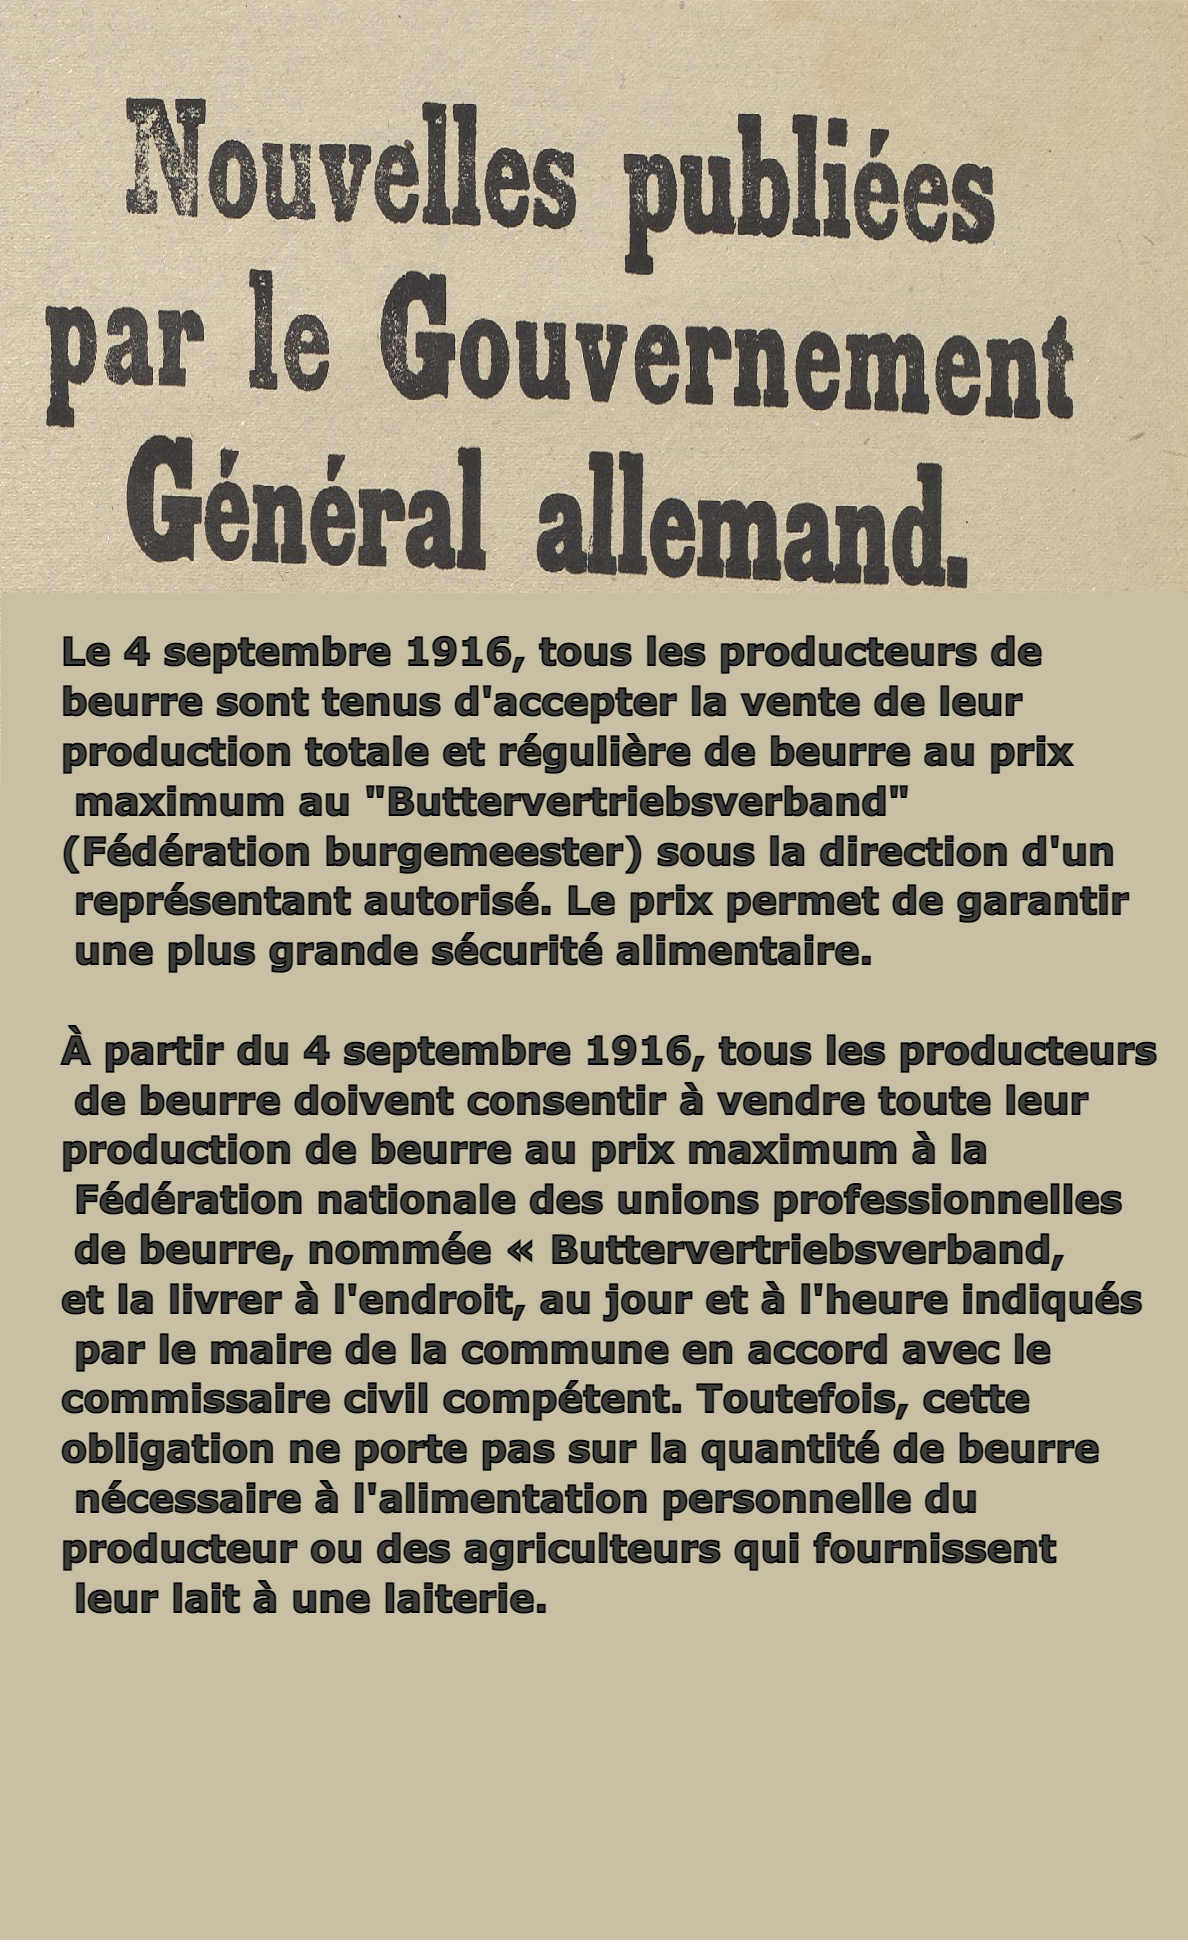 Nouvelles publiées
par le Gouvernement
Général allemand.
Le 4 septembre 1916, tous les producteurs de
beurre sont tenus d'accepter la vente de leur
production totale et régulière de beurre au prix
maximum au "Buttervertriebsverband"
(Fédération burgemeester) sous la direction d'un
représentant autorisé. Le prix permet de garantir
une plus grande sécurité alimentaire.
À partir du 4 septembre 1916, tous les producteurs
de beurre doivent consentir à vendre toute leur
production de beurre au prix maximum à la
Fédération nationale des unions professionnelles
de beurre, nommée « Buttervertriebsverband,
et la livrer à l'endroit, au jour et à l'heure indiqués
par le maire de la commune en accord avec le
commissaire civil compétent. Toutefois, cette
obligation ne porte pas sur la quantité de beurre
nécessaire à l'alimentation personnelle du
producteur ou des agriculteurs qui fournissent
leur lait à une laiterie.